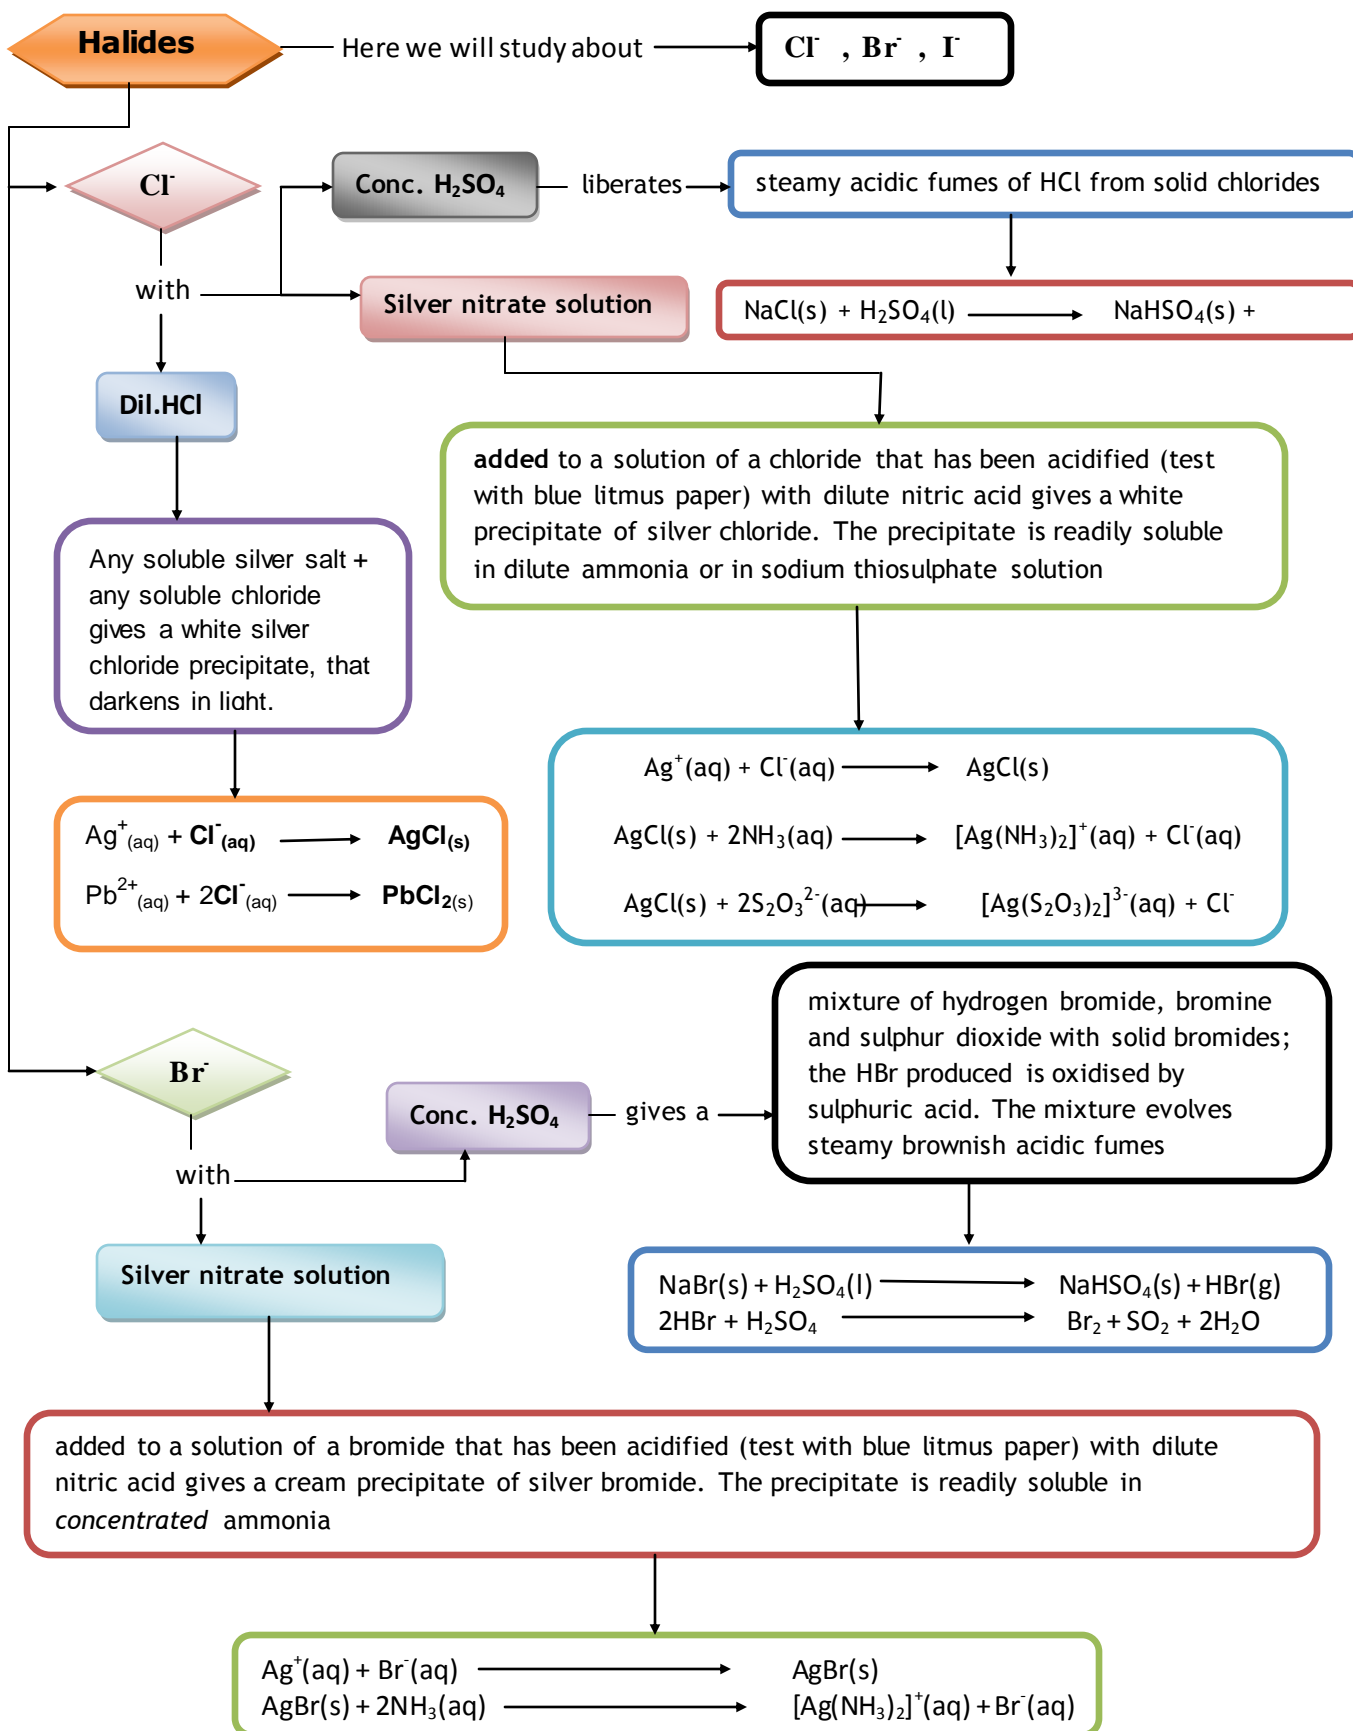 Halides
Here we will study about
Cl⁻ , Br⁻ , I⁻
Cl⁻
Conc. H₂SO₄
liberates
steamy acidic fumes of HCl from solid chlorides
with
Silver nitrate solution
NaCl(s) + H₂SO₄(l) → NaHSO₄(s) +
Dil.HCl
added to a solution of a chloride that has been acidified (test
with blue litmus paper) with dilute nitric acid gives a white
precipitate of silver chloride. The precipitate is readily soluble
in dilute ammonia or in sodium thiosulphate solution
Any soluble silver salt +
any soluble chloride
gives a white silver
chloride precipitate, that
darkens in light.
Ag⁺(aq) + Cl⁻(aq) → AgCl(s)
AgCl(s) + 2NH₃(aq) → [Ag(NH₃)₂]⁺(aq) + Cl⁻(aq)
AgCl(s) + 2S₂O₃²⁻(aq) → [Ag(S₂O₃)₂]³⁻(aq) + Cl⁻
Ag⁺(aq) + Cl⁻(aq) → AgCl(s)
Pb²⁺(aq) + 2Cl⁻(aq) → PbCl₂(s)
Br⁻
with
Conc. H₂SO₄
gives a
mixture of hydrogen bromide, bromine
and sulphur dioxide with solid bromides;
the HBr produced is oxidised by
sulphuric acid. The mixture evolves
steamy brownish acidic fumes
Silver nitrate solution
NaBr(s) + H₂SO₄(l) → NaHSO₄(s) + HBr(g)
2HBr + H₂SO₄ → Br₂ + SO₂ + 2H₂O
added to a solution of a bromide that has been acidified (test with blue litmus paper) with dilute
nitric acid gives a cream precipitate of silver bromide. The precipitate is readily soluble in
concentrated ammonia
Ag⁺(aq) + Br⁻(aq) → AgBr(s)
AgBr(s) + 2NH₃(aq) → [Ag(NH₃)₂]⁺(aq) + Br⁻(aq)